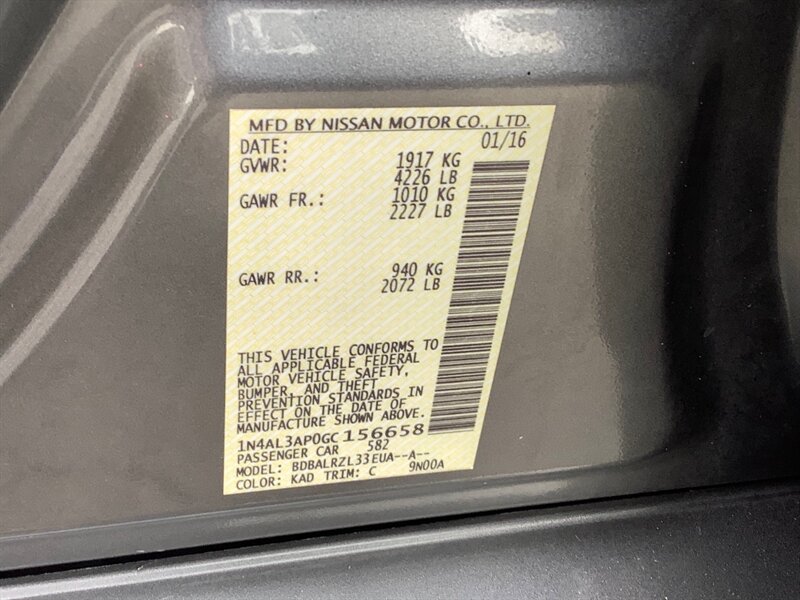 MFD BY NISSAN MOTOR CO., LTD.
DATE: 01/16
GVWR: 1917 KG
4226 LB
GAWR FR.: 1010 KG
2227 LB
GAWR RR.: 940 KG
2072 LB
THIS VEHICLE CONFORMS TO
ALL APPLICABLE FEDERAL
MOTOR VEHICLE SAFETY,
BUMPER, AND THEFT
PREVENTION STANDARDS IN
EFFECT ON THE DATE OF
MANUFACTURE SHOWN ABOVE.
1N4AL3AP0GC156658
PASSENGER CAR 582
MODEL: BDBALRZL33EUA--A--
COLOR: KAD TRIM: C 9N00A